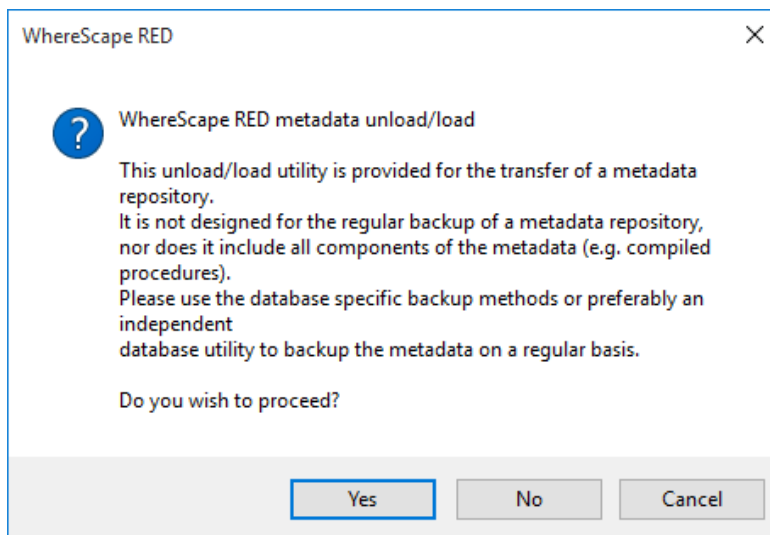 WhereScape RED
WhereScape RED metadata unload/load
This unload/load utility is provided for the transfer of a metadata
repository.
It is not designed for the regular backup of a metadata repository,
nor does it include all components of the metadata (e.g. compiled
procedures).
Please use the database specific backup methods or preferably an
independent
database utility to backup the metadata on a regular basis.
Do you wish to proceed?
Yes
No
Cancel